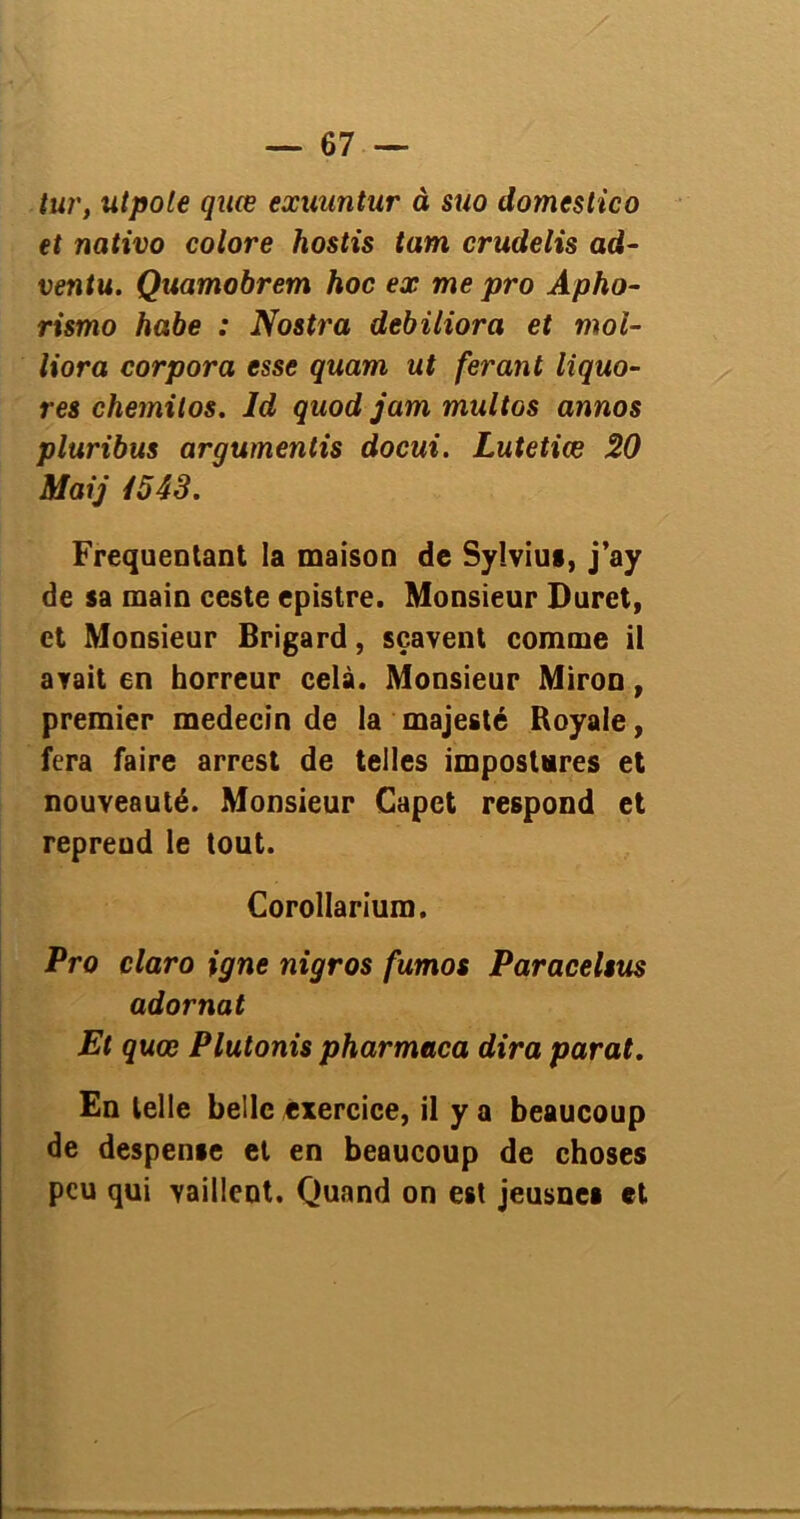 — 67 —
tur, utpote quæ exuuntur à suo domestico
et nativo colore hostis tam crudelis ad-
ventu. Quamobrem hoc ex me pro Apho-
rismo habe : Nostra debiliora et mol-
liora corpora esse quam ut ferant liquo-
res chemitos. Id quod jam multos annos
pluribus argumentis docui. Lutetiœ 20
Maij 1543.
Frequentant la maison de Sylvius, j'ay
de sa main ceste epistre. Monsieur Duret,
et Monsieur Brigard, sçavent comme il
avait en horreur celà. Monsieur Miron,
premier medecin de la majesté Royale,
fera faire arrest de telles impostures et
nouveauté. Monsieur Capet respond et
reprend le tout.
Corollarium.
Pro claro igne nigros fumos Paracelsus
adornat
Et quœ Plutonis pharmaca dira parat.
En telle belle exercice, il y a beaucoup
de despense et en beaucoup de choses
peu qui vaillent. Quand on est jeusnes et